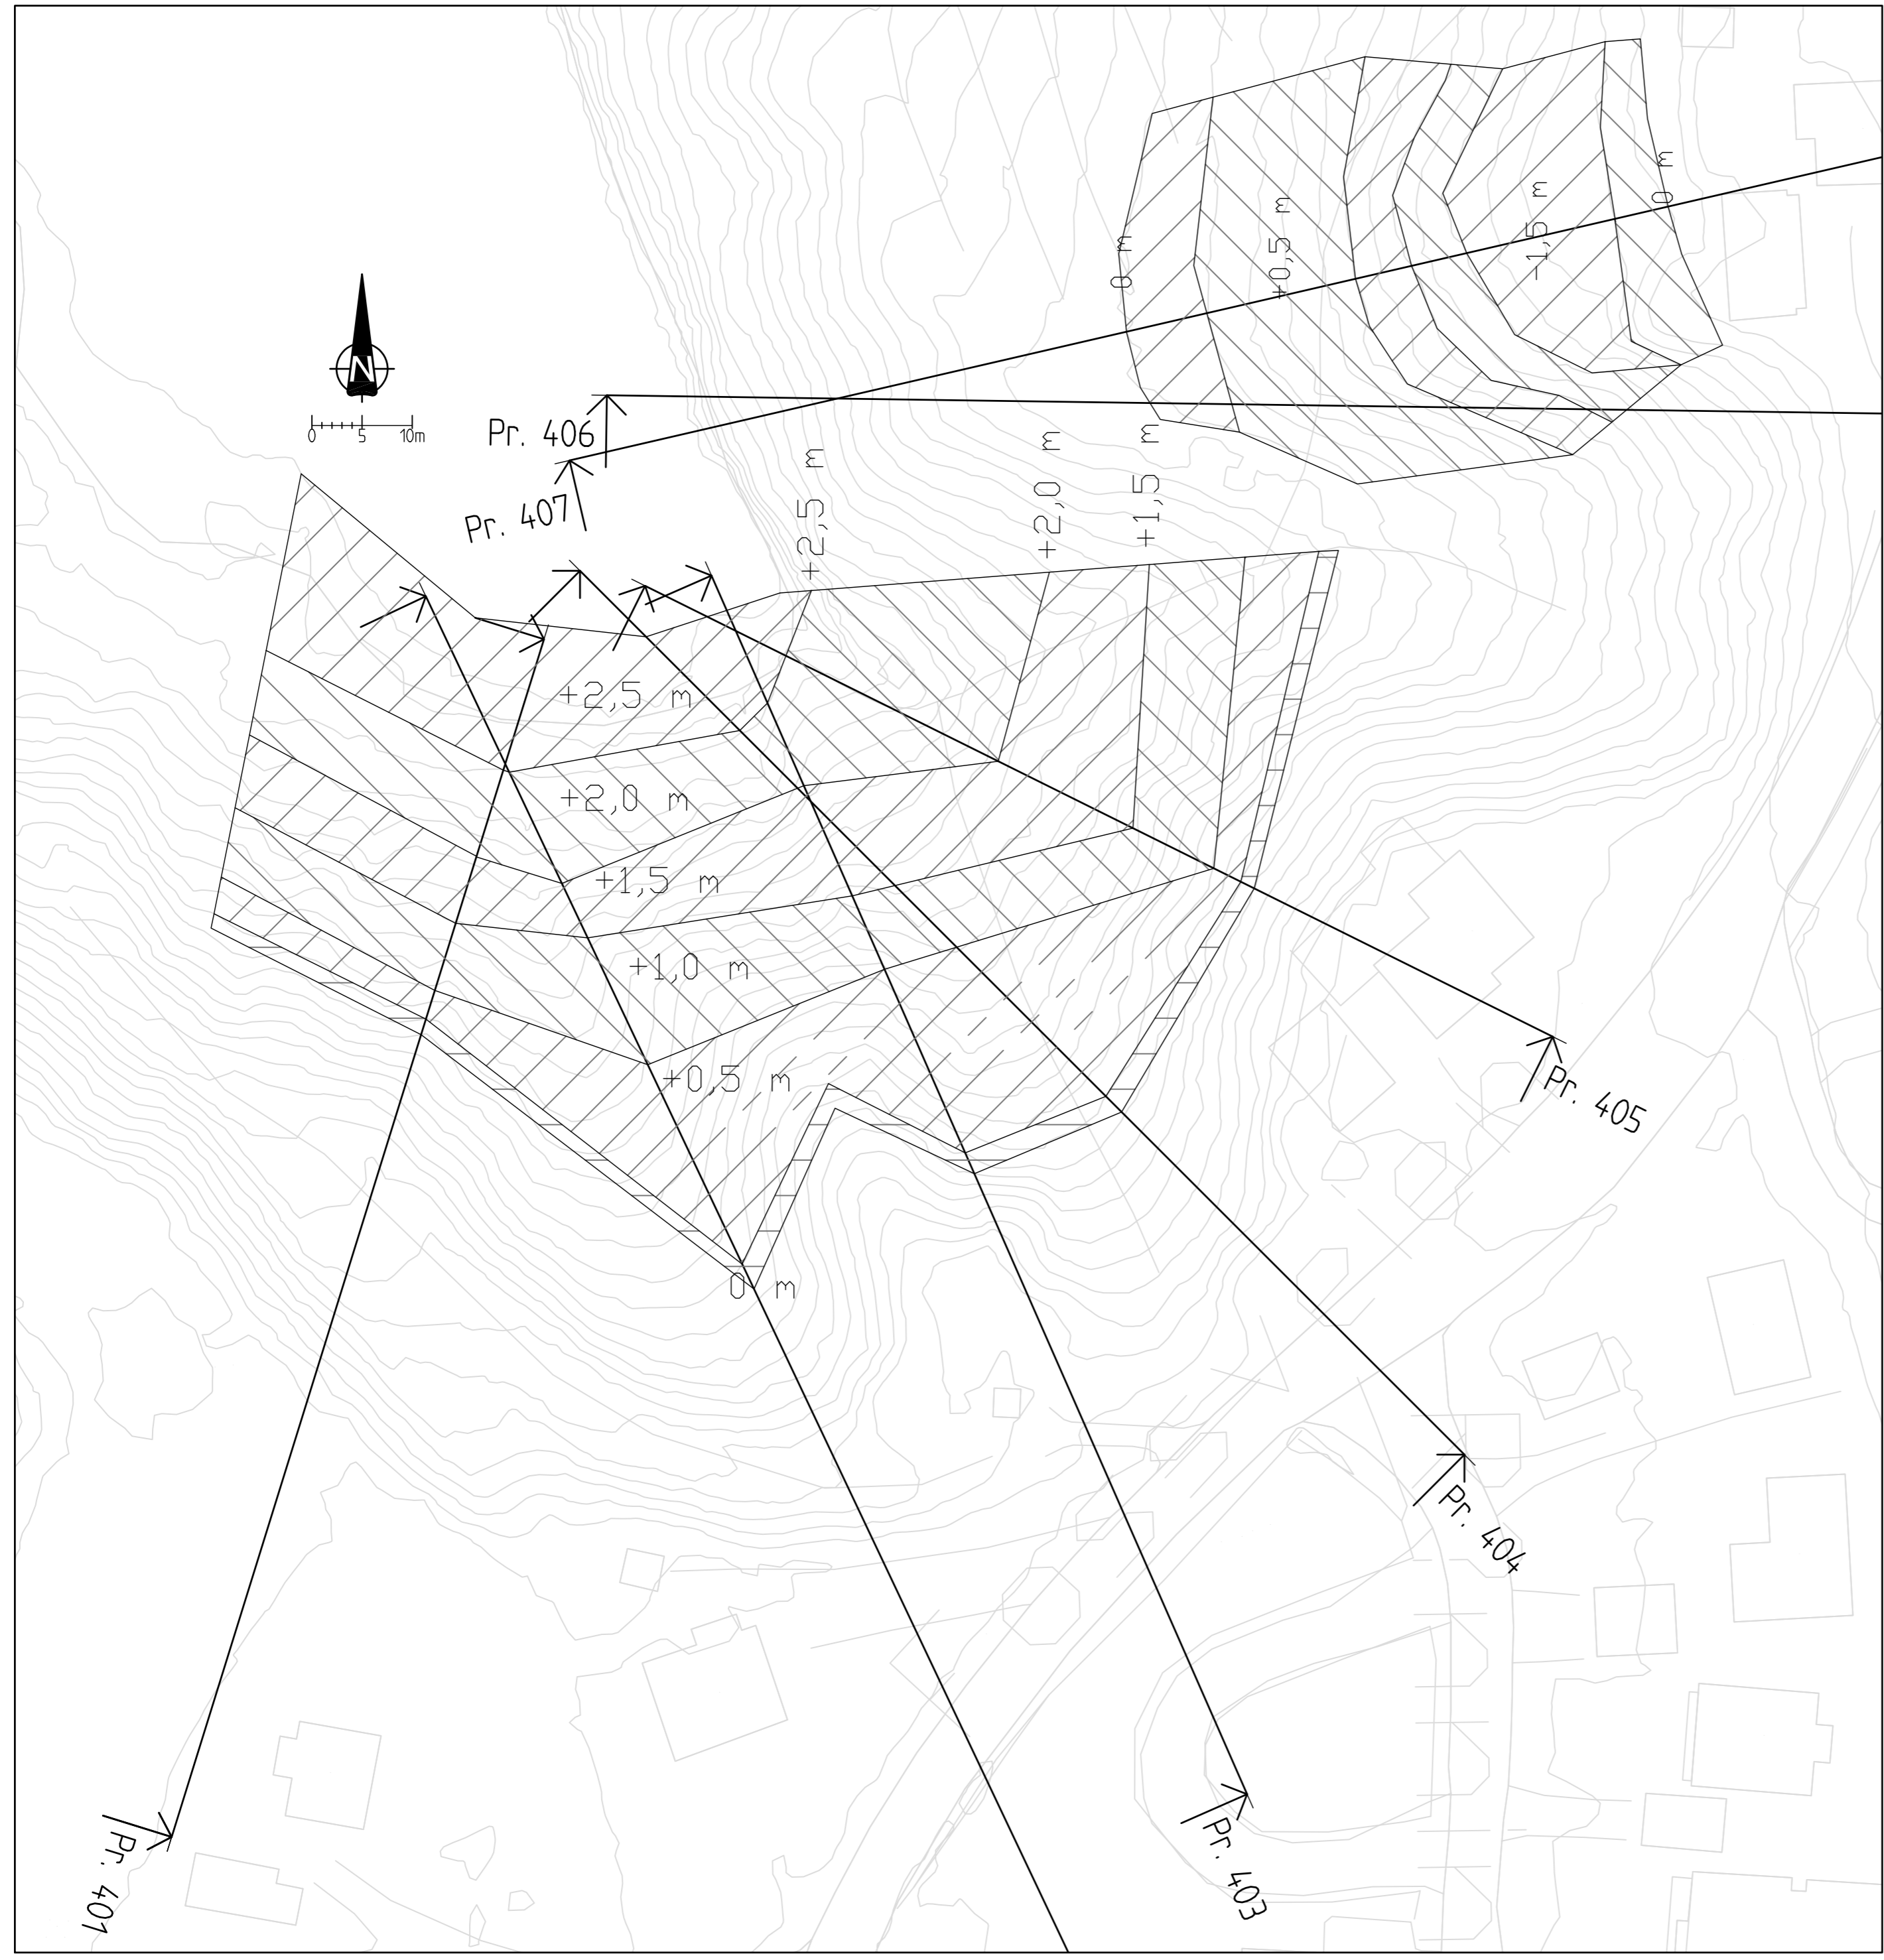 0 m
-1,5 m
+0,5 m
0 m
N
0 5 10m
Pr. 406
Pr. 407
+2,5 m
+2,0 m
+1,5 m
+2,5 m
+2,0 m
+1,5 m
+1,0 m
+0,5 m
0 m
Pr. 405
Pr. 404
Pr. 403
Pr. 401